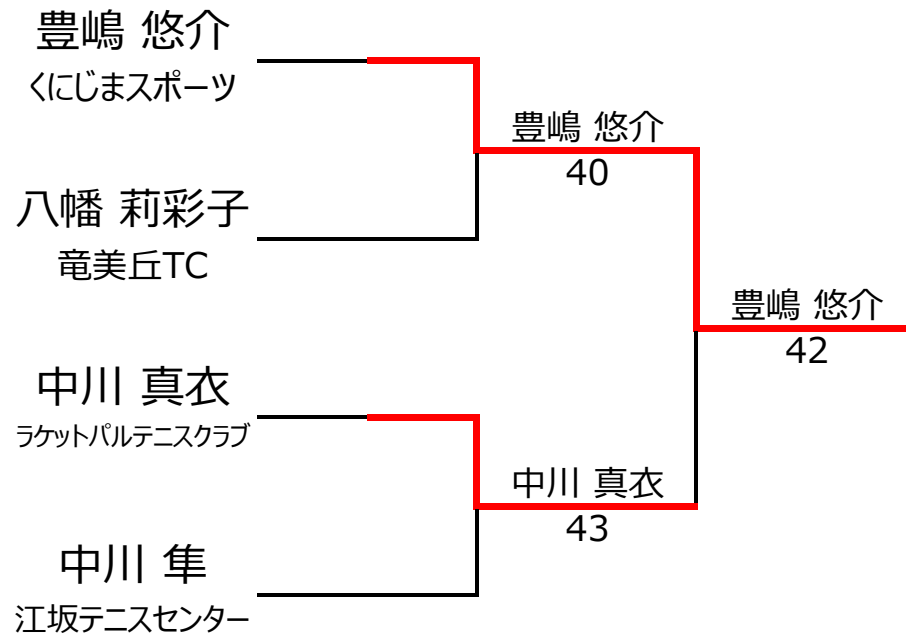 豊嶋 悠介
くにじまスポーツ
豊嶋 悠介
40
八幡 莉彩子
竜美丘TC
豊嶋 悠介
42
中川 真衣
ラケットパルテニスクラブ
中川 真衣
43
中川 隼
江坂テニスセンター